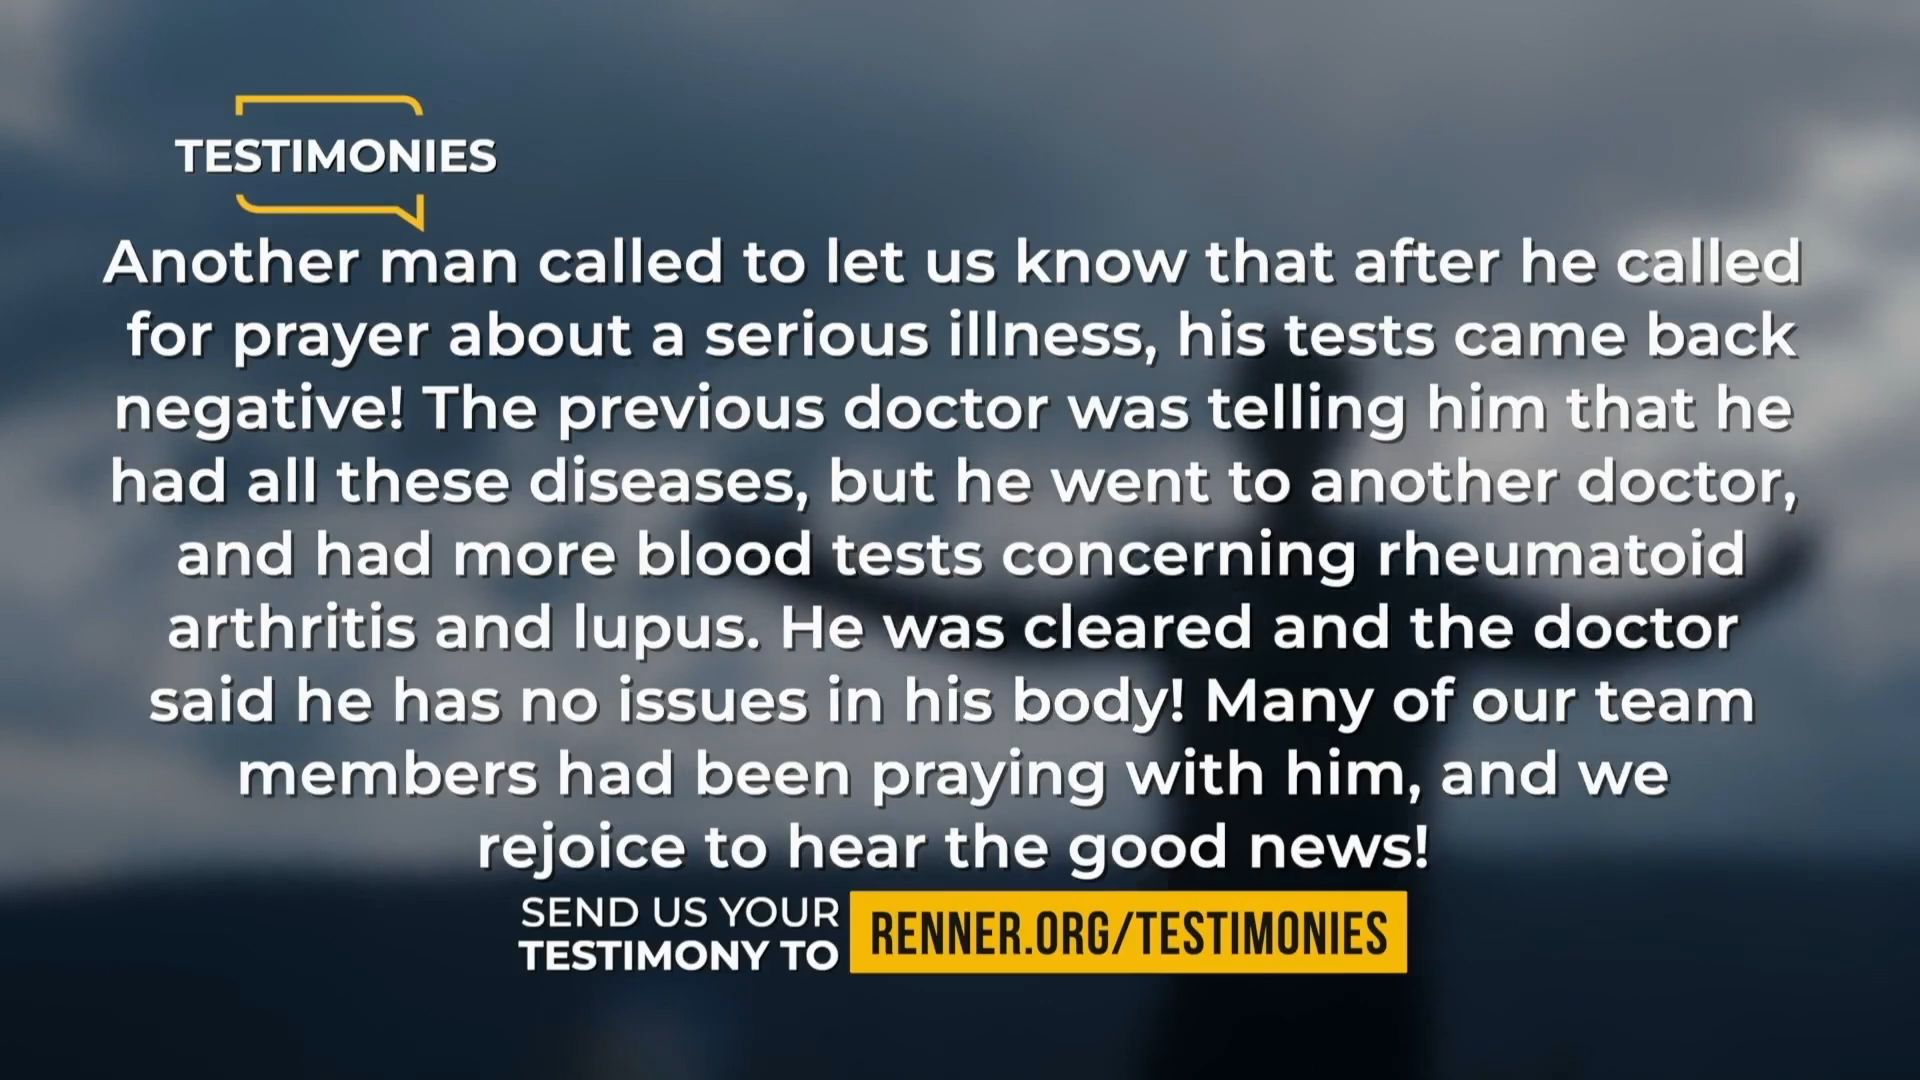 TESTIMONIES
Another man called to let us know that after he called
for prayer about a serious illness, his tests came back
negative! The previous doctor was telling him that he
had all these diseases, but he went to another doctor,
and had more blood tests concerning rheumatoid
arthritis and lupus. He was cleared and the doctor
said he has no issues in his body! Many of our team
members had been praying with him, and we
rejoice to hear the good news!
SEND US YOUR
TESTIMONY TO
RENNER.ORG/TESTIMONIES